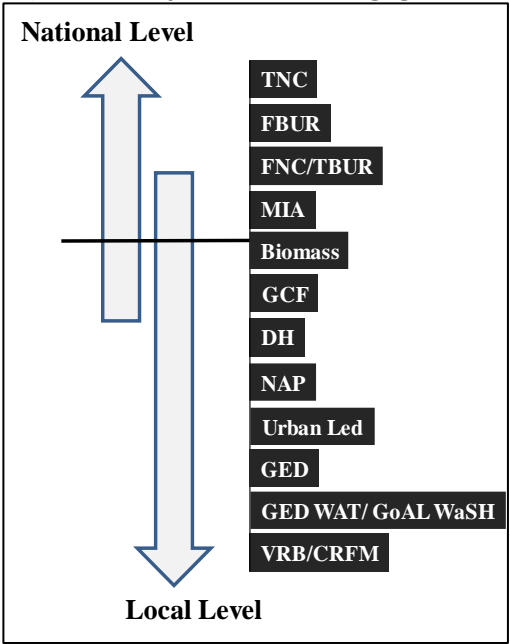 National Level
TNC
FBUR
FNC/TBUR
MIA
Biomass
GCF
DH
NAP
Urban Led
GED
GED WAT/ GoAL WaSH
VRB/CRFM
Local Level